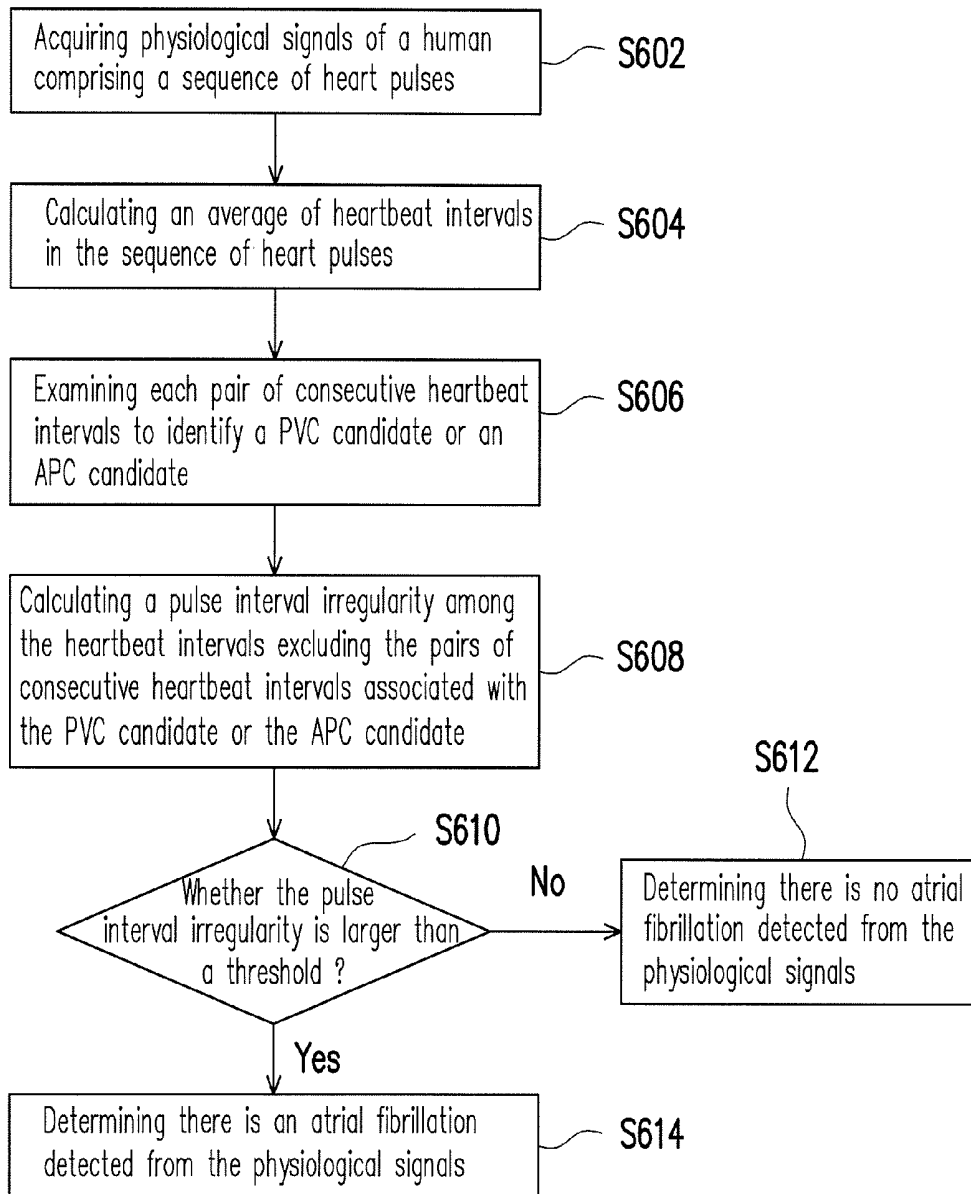 Acquiring physiological signals of a human
comprising a sequence of heart pulses
S602
Calculating an average of heartbeat intervals
in the sequence of heart pulses
S604
Examining each pair of consecutive heartbeat
intervals to identify a PVC candidate or an
APC candidate
S606
Calculating a pulse interval irregularity among
the heartbeat intervals excluding the pairs of
consecutive heartbeat intervals associated with
the PVC candidate or the APC candidate
S608
S610
Whether the pulse
interval irregularity is larger than
a threshold ?
No
S612
Determining there is no atrial
fibrillation detected from the
physiological signals
Yes
Determining there is an atrial fibrillation
detected from the physiological signals
S614